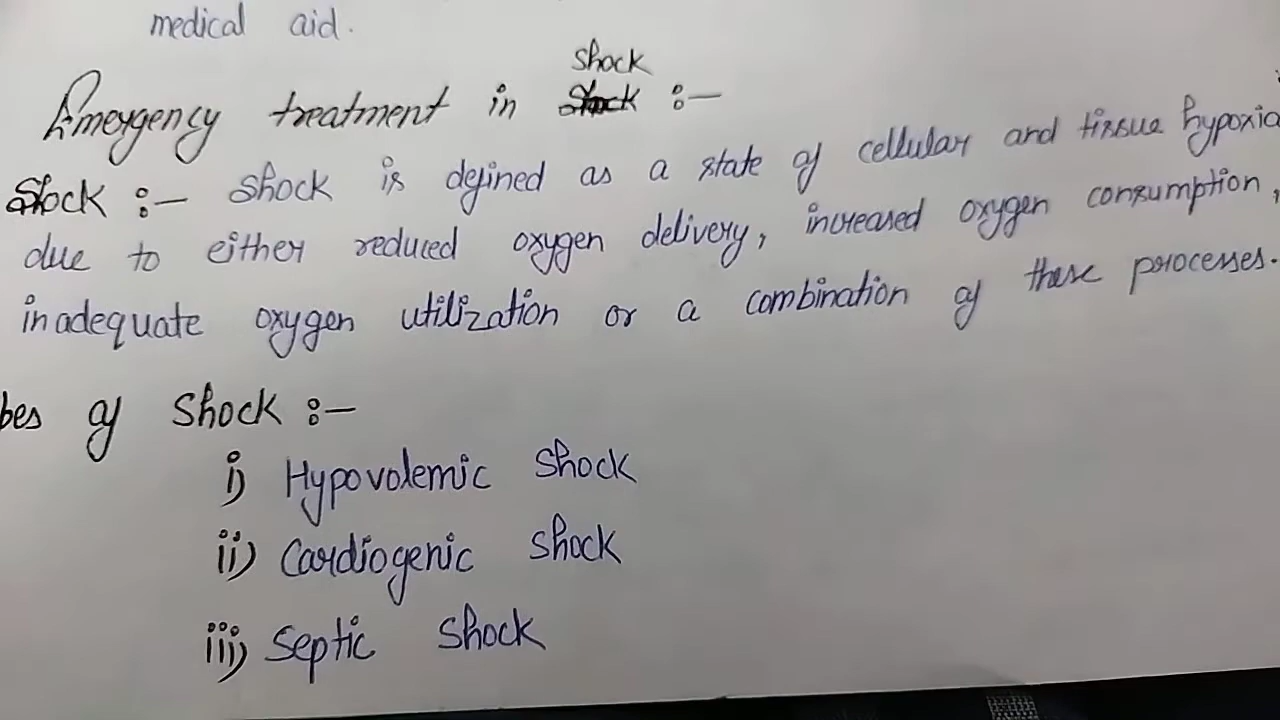 medical aid.
shock
Emergency treatment in Shock :-
Shock :- Shock is defined as a state of cellular and tissue hypoxia
due to either reduced oxygen delivery, increased oxygen consumption,
inadequate oxygen utilization or a combination of these processes.
of Shock :-
i) Hypovolemic Shock
ii) Cardiogenic Shock
iii) Septic Shock